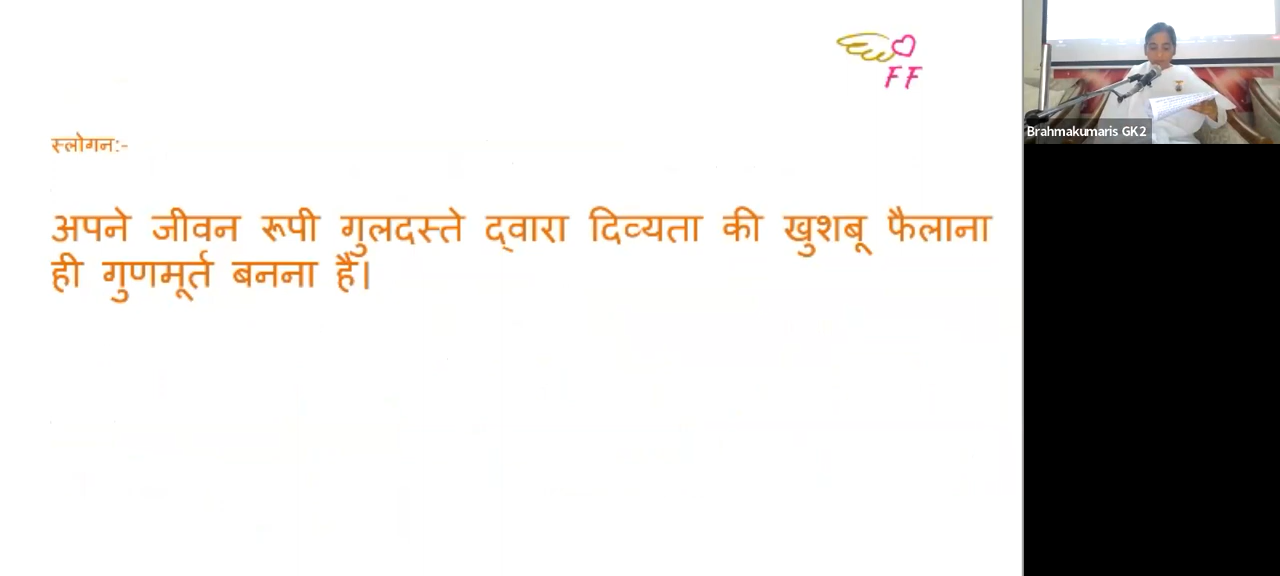 FF
स्लोगन:-
अपने जीवन रूपी गुलदस्ते द्वारा दिव्यता की खुशबू फैलाना
ही गुणमूर्त बनना है।
Brahmakumaris GK2